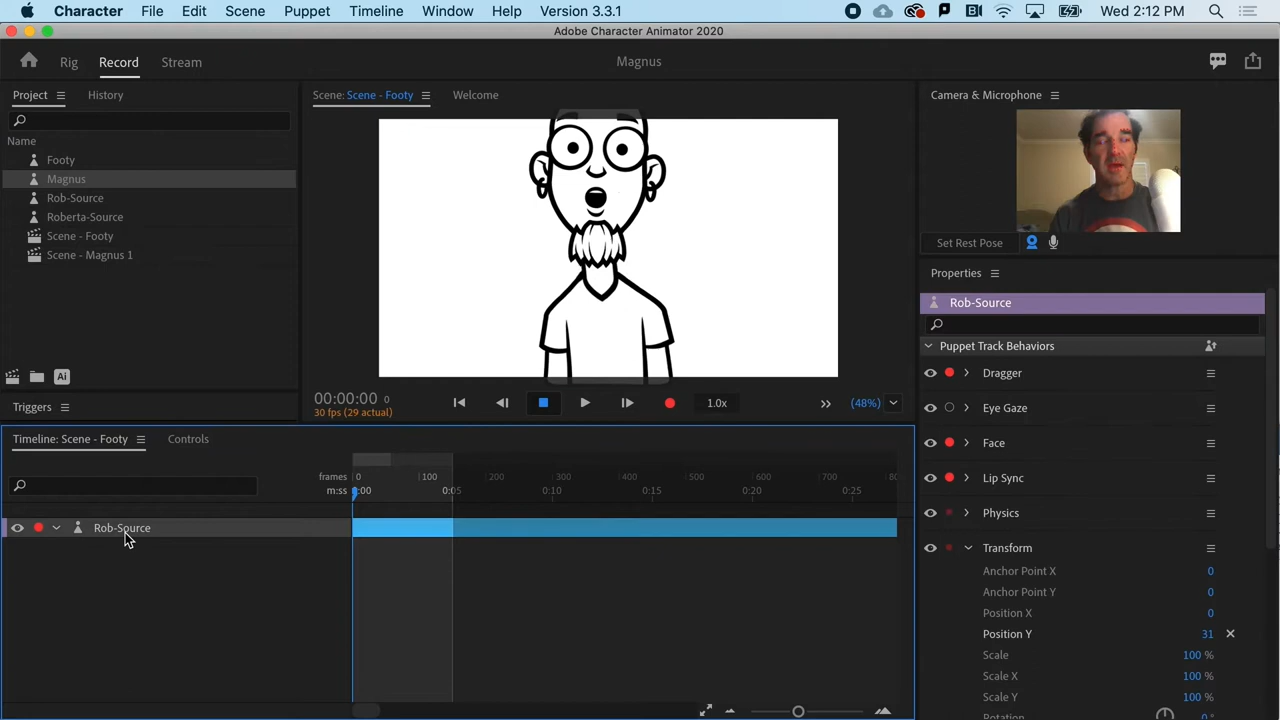 Character File Edit Scene Puppet Timeline Window Help Version 3.3.1 Wed 2:12 PM
Adobe Character Animator 2020
Rig Record Stream Magnus
Project History
Scene: Scene - Footy Welcome
Camera & Microphone
Name
Footy
Magnus
Rob-Source
Roberta-Source
Scene - Footy
Scene - Magnus 1
Ai
Set Rest Pose
Properties
Rob-Source
Puppet Track Behaviors
Dragger
Eye Gaze
Face
Lip Sync
Physics
Transform
Anchor Point X 0
Anchor Point Y 0
Position X 0
Position Y 31
Scale 100 %
Scale X 100 %
Scale Y 100 %
Rotation 0°
00:00:00 0
30 fps (29 actual)
1.0x
(48%)
Triggers
Timeline: Scene - Footy Controls
frames 0 100 200 300 400 500 600 700 80
m:ss 0:00 0:05 0:10 0:15 0:20 0:25
Rob-Source